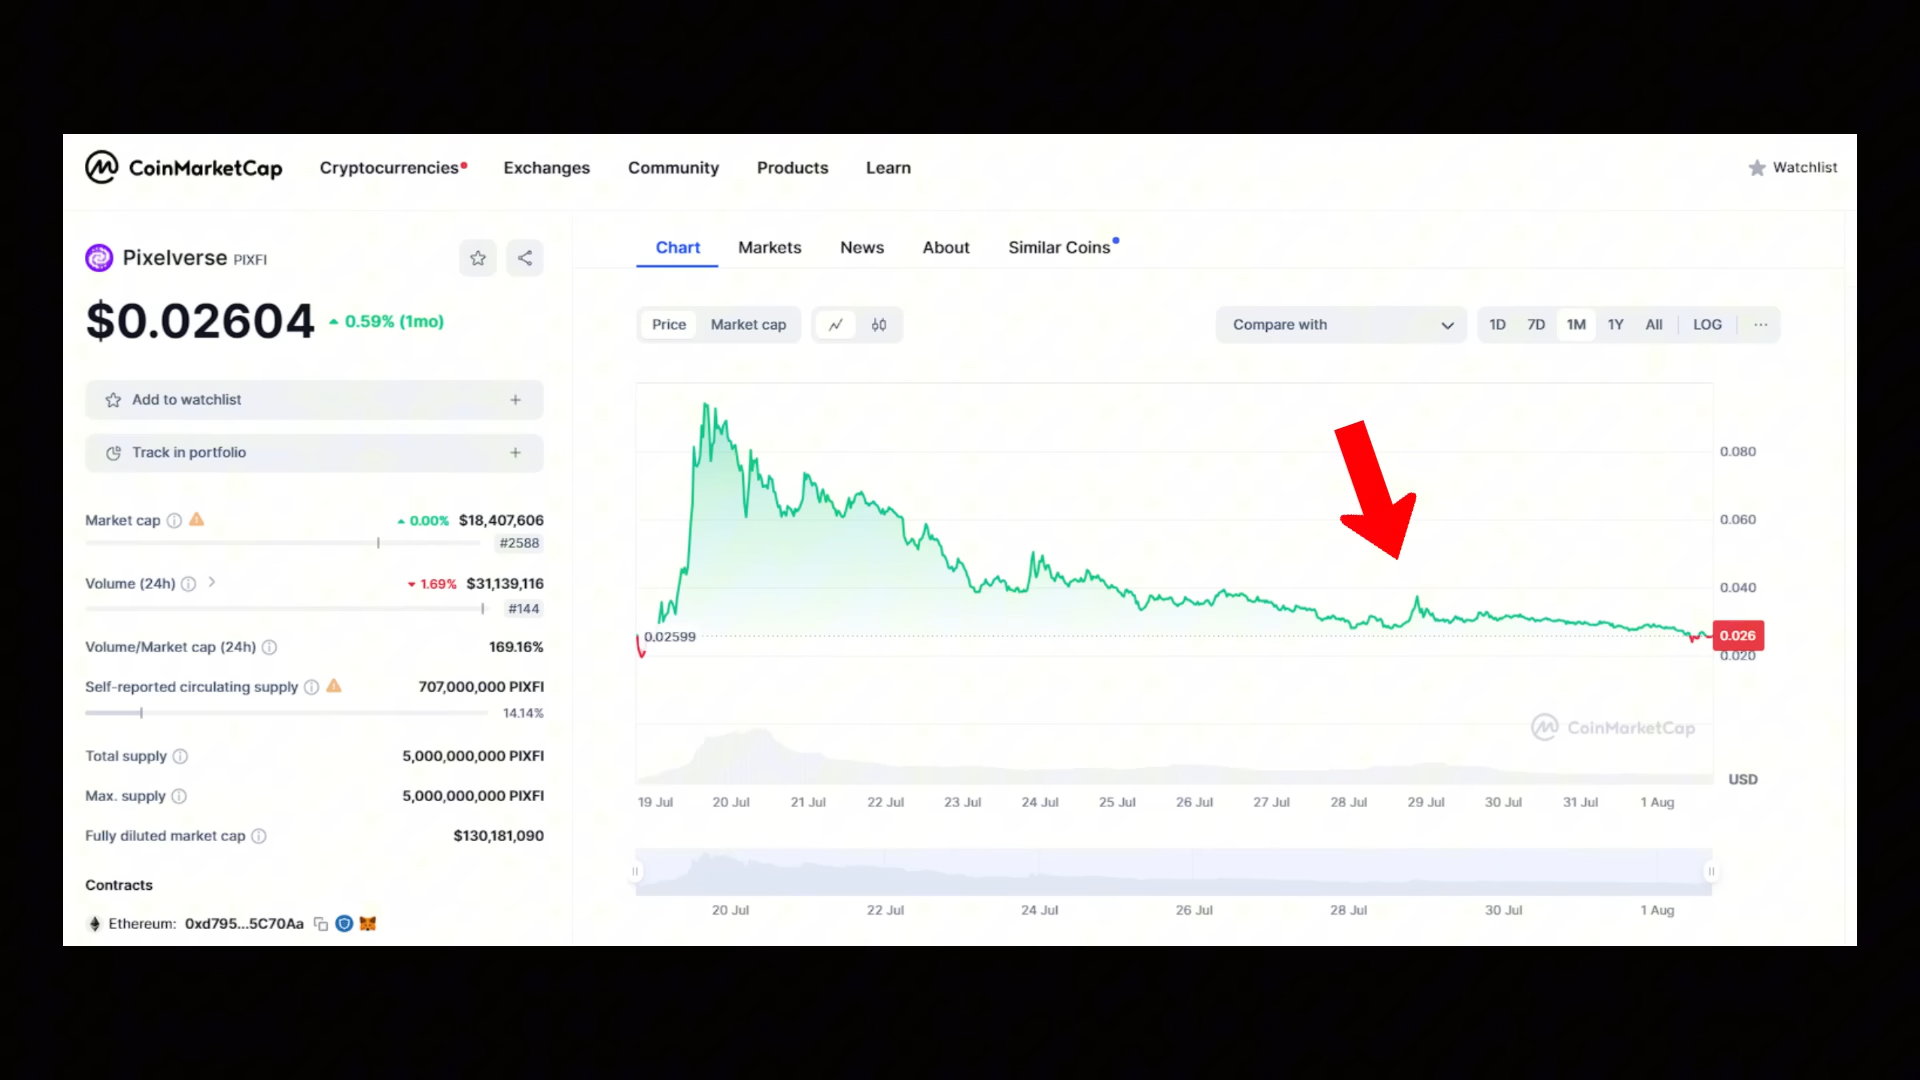 CoinMarketCap Cryptocurrencies Exchanges Community Products Learn Watchlist
Pixelverse PIXFI
$0.02604 0.59% (1mo)
Add to watchlist +
Track in portfolio +
Market cap 0.00% $18,407,606
#2588
Volume (24h) 1.69% $31,139,116
#144
Volume/Market cap (24h) 169.16%
Self-reported circulating supply 707,000,000 PIXFI
14.14%
Total supply 5,000,000,000 PIXFI
Max. supply 5,000,000,000 PIXFI
Fully diluted market cap $130,181,090
Contracts
Ethereum: 0xd795...5C70Aa
Chart Markets News About Similar Coins
Price Market cap Compare with 1D 7D 1M 1Y All LOG ...
0.080
0.060
0.040
0.02599 0.026
0.020
CoinMarketCap
USD
19 Jul 20 Jul 21 Jul 22 Jul 23 Jul 24 Jul 25 Jul 26 Jul 27 Jul 28 Jul 29 Jul 30 Jul 31 Jul 1 Aug
20 Jul 22 Jul 24 Jul 26 Jul 28 Jul 30 Jul 1 Aug